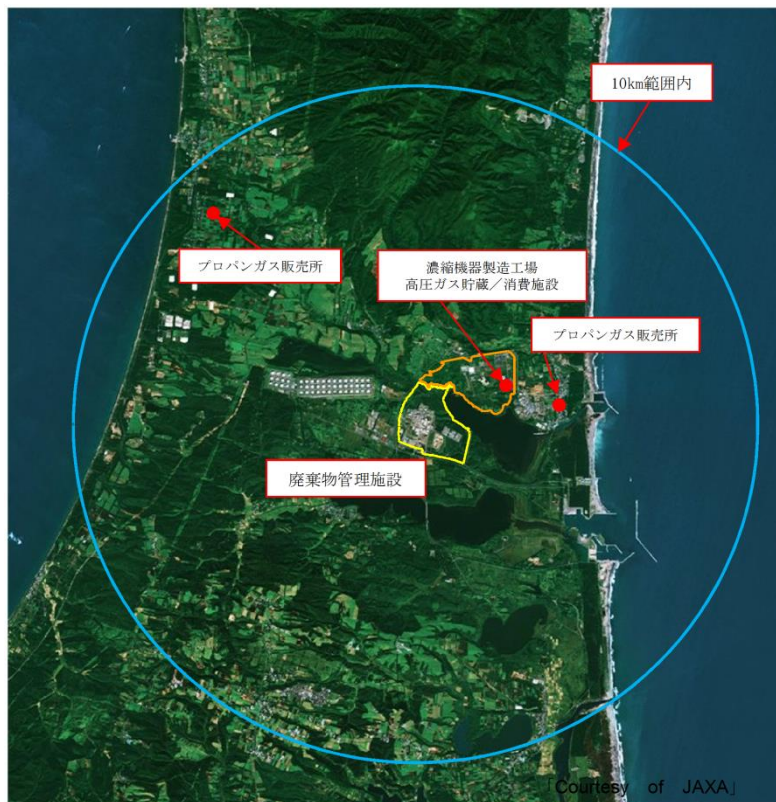 10km範囲内
プロパンガス販売所
濃縮機器製造工場
高圧ガス貯蔵／消費施設
プロパンガス販売所
廃棄物管理施設
「Courtesy of JAXA」